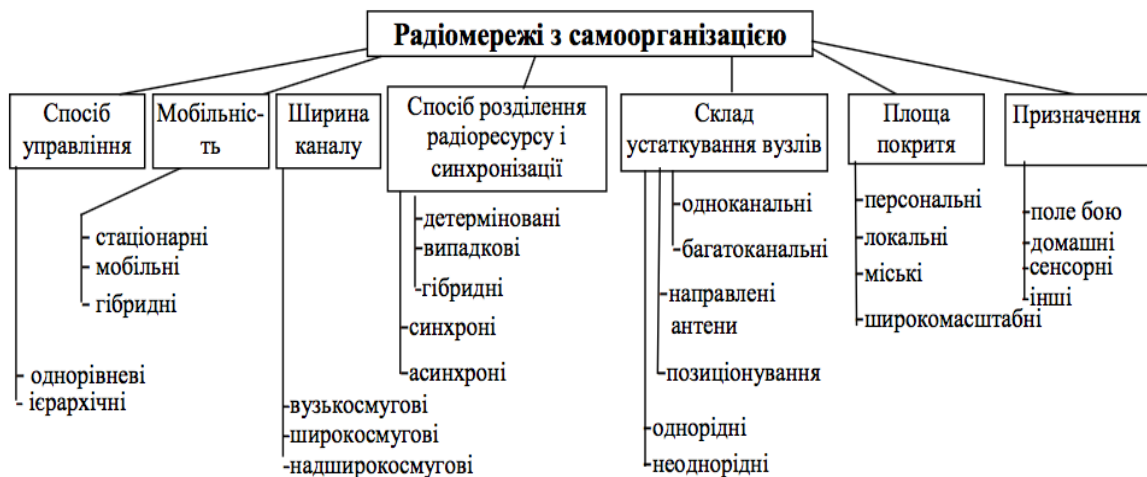 Радіомережі з самоорганізацією
Спосіб
управління
Мобільніс-
ть
Ширина
каналу
Спосіб розділення
радіоресурсу і
синхронізації
Склад
устаткування вузлів
Площа
покритя
Призначення
- однорівневі
- ієрархічні
- стаціонарні
- мобільні
- гібридні
-вузькосмугові
-широкосмугові
-надширокосмугові
-детерміновані
-випадкові
-гібридні
-синхроні
-асинхроні
-одноканальні
-багатоканальні
-направлені
антени
-позиціонування
-однорідні
-неоднорідні
-персональні
-локальні
-міські
-широкомасштабні
-поле бою
-домашні
-сенсорні
-інші